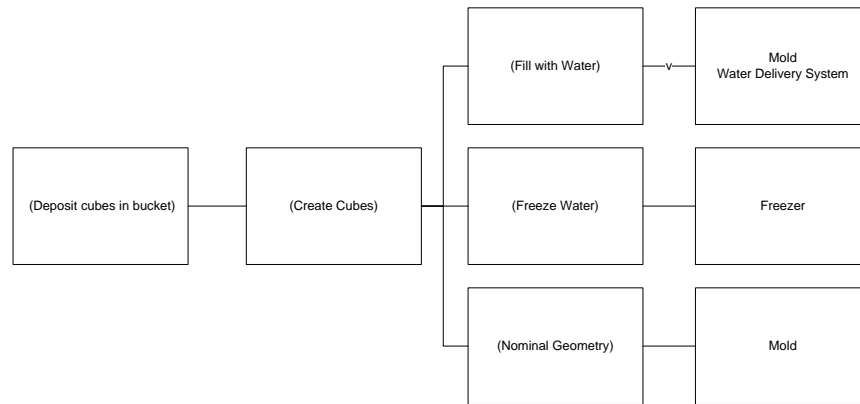 (Fill with Water)
v
Mold
Water Delivery System
(Deposit cubes in bucket)
(Create Cubes)
(Freeze Water)
Freezer
(Nominal Geometry)
Mold